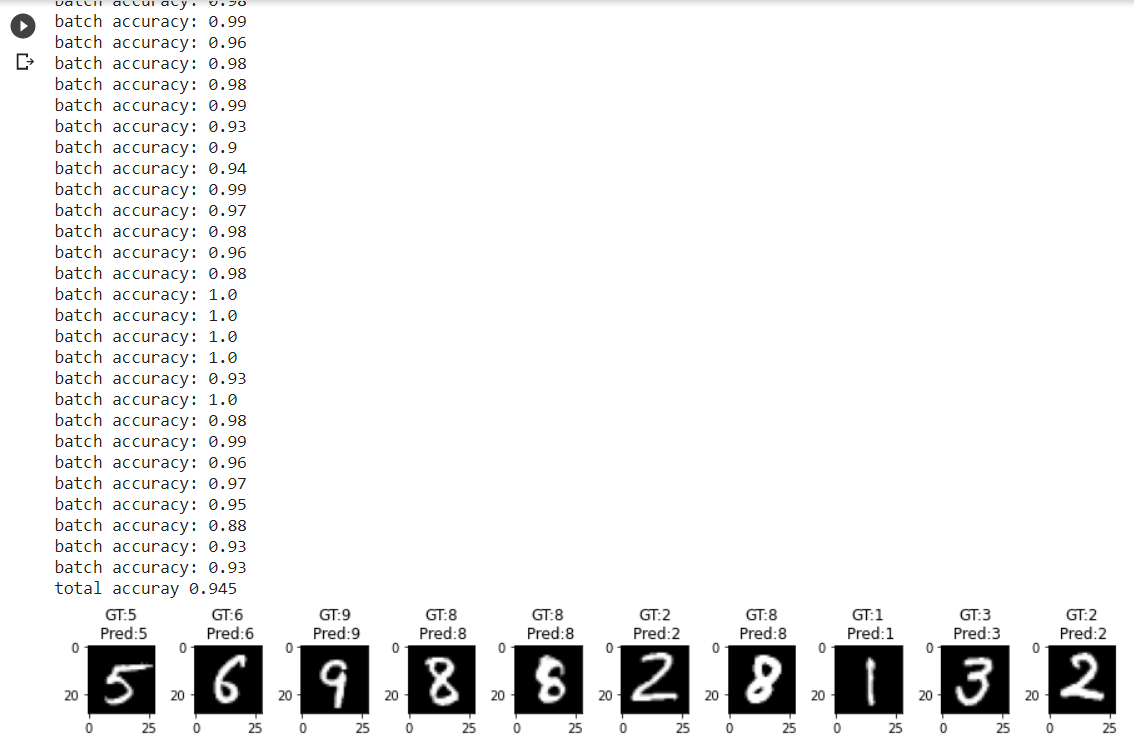 batch accuracy: 0.98
batch accuracy: 0.99
batch accuracy: 0.96
batch accuracy: 0.98
batch accuracy: 0.98
batch accuracy: 0.99
batch accuracy: 0.93
batch accuracy: 0.9
batch accuracy: 0.94
batch accuracy: 0.99
batch accuracy: 0.97
batch accuracy: 0.98
batch accuracy: 0.96
batch accuracy: 0.98
batch accuracy: 1.0
batch accuracy: 1.0
batch accuracy: 1.0
batch accuracy: 1.0
batch accuracy: 0.93
batch accuracy: 1.0
batch accuracy: 0.98
batch accuracy: 0.99
batch accuracy: 0.96
batch accuracy: 0.97
batch accuracy: 0.95
batch accuracy: 0.88
batch accuracy: 0.93
batch accuracy: 0.93
total accuray 0.945
GT:5 GT:6 GT:9 GT:8 GT:8 GT:2 GT:8 GT:1 GT:3 GT:2
Pred:5 Pred:6 Pred:9 Pred:8 Pred:8 Pred:2 Pred:8 Pred:1 Pred:3 Pred:2
0 0 0 0 0 0 0 0 0 0
5 6 9 8 8 2 8 1 3 2
20 20 20 20 20 20 20 20 20 20
0 25 0 25 0 25 0 25 0 25 0 25 0 25 0 25 0 25 0 25